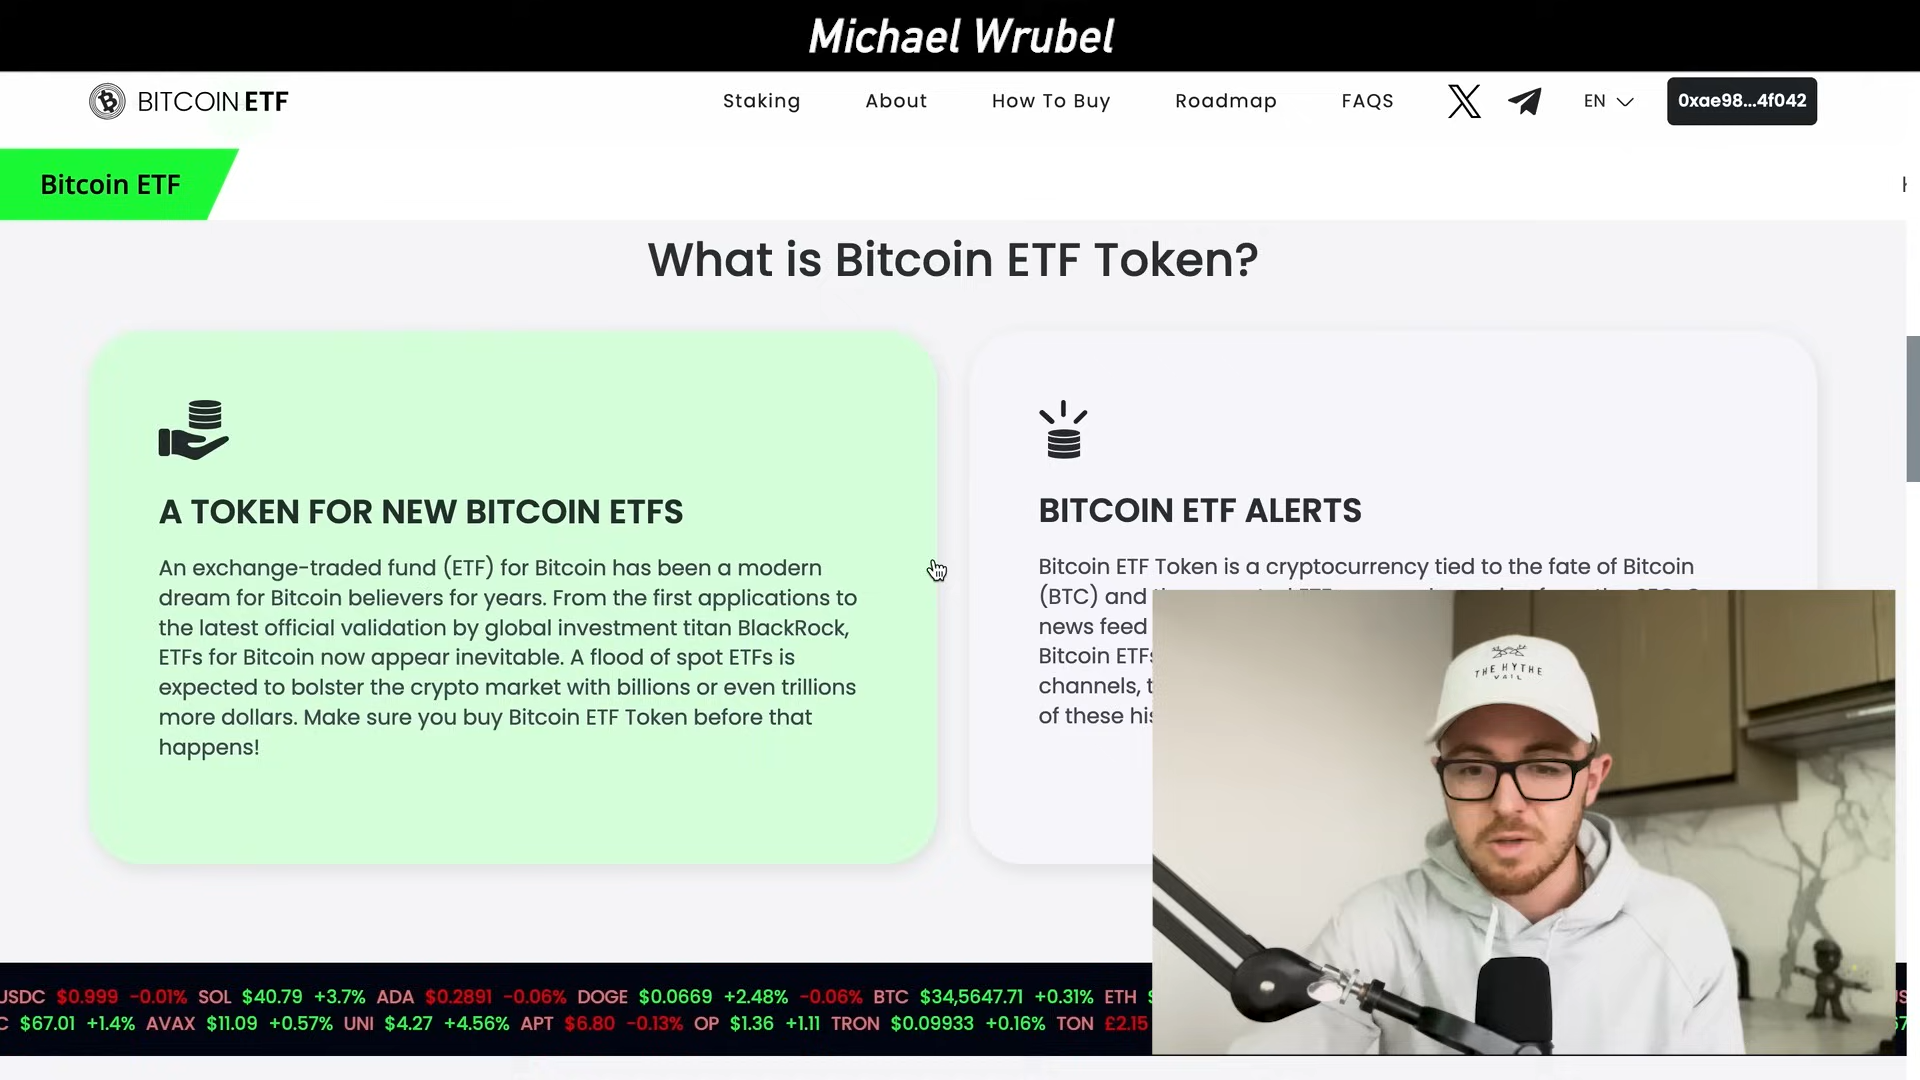 Michael Wrubel
BITCOIN ETF
Staking
About
How To Buy
Roadmap
FAQS
EN
0xae98...4f042
Bitcoin ETF
What is Bitcoin ETF Token?
A TOKEN FOR NEW BITCOIN ETFS
An exchange-traded fund (ETF) for Bitcoin has been a modern
dream for Bitcoin believers for years. From the first applications to
the latest official validation by global investment titan BlackRock,
ETFs for Bitcoin now appear inevitable. A flood of spot ETFs is
expected to bolster the crypto market with billions or even trillions
more dollars. Make sure you buy Bitcoin ETF Token before that
happens!
BITCOIN ETF ALERTS
Bitcoin ETF Token is a cryptocurrency tied to the fate of Bitcoin
(BTC) and
news feed
Bitcoin ETFs
channels,
of these
THE HYTHE
VAIL
USDC $0.999 -0.01% SOL $40.79 +3.7% ADA $0.2891 -0.06% DOGE $0.0669 +2.48% -0.06% BTC $34,5647.71 +0.31% ETH
$67.01 +1.4% AVAX $11.09 +0.57% UNI $4.27 +4.56% APT $6.80 -0.13% OP $1.36 +1.11 TRON $0.09933 +0.16% TON £2.15